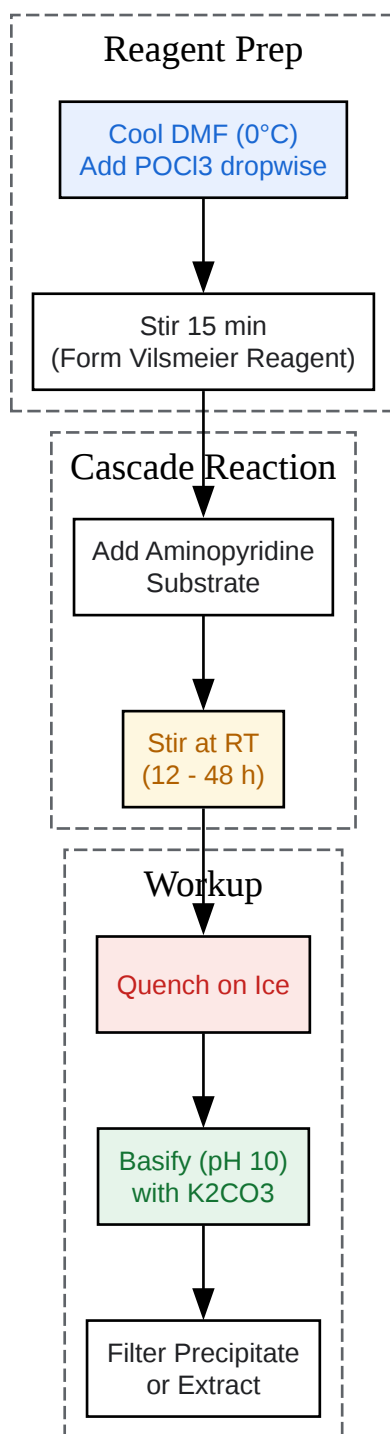 Reagent Prep
Cool DMF (0°C)
Add POCl3 dropwise
Stir 15 min
(Form Vilsmeier Reagent)
Cascade Reaction
Add Aminopyridine
Substrate
Stir at RT
(12 - 48 h)
Workup
Quench on Ice
Basify (pH 10)
with K2CO3
Filter Precipitate
or Extract